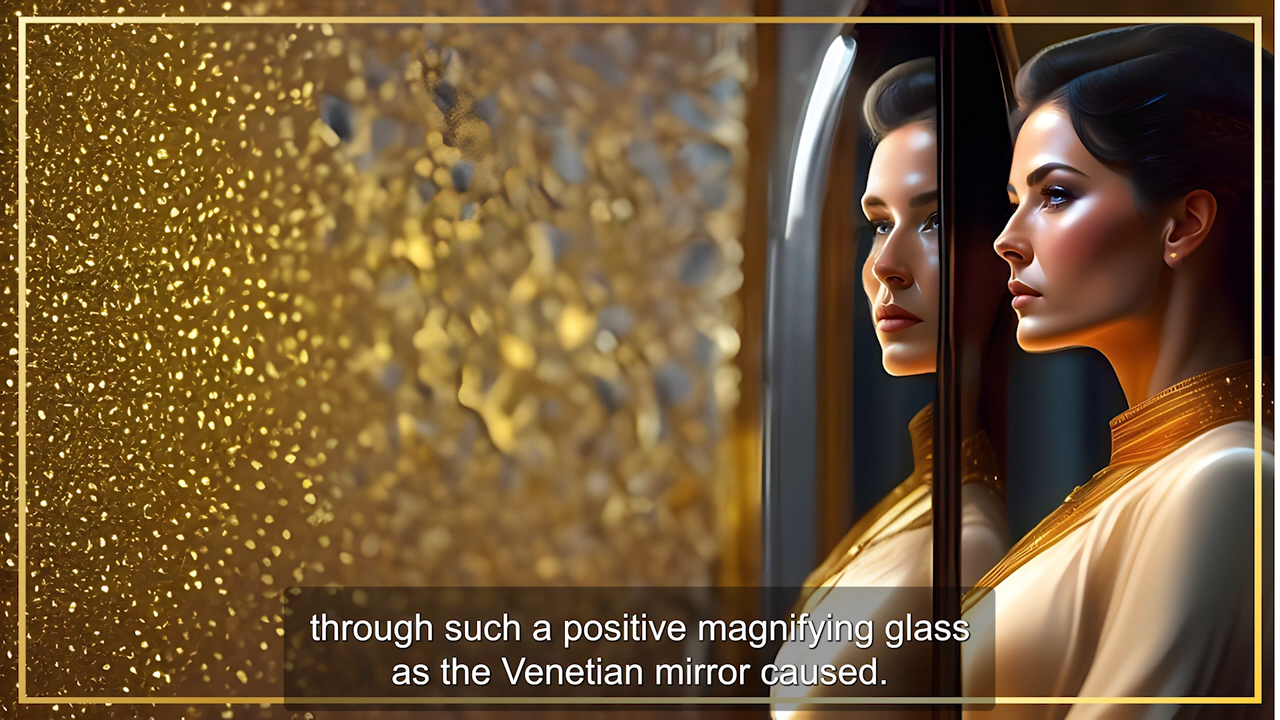 through such a positive magnifying glass
as the Venetian mirror caused.